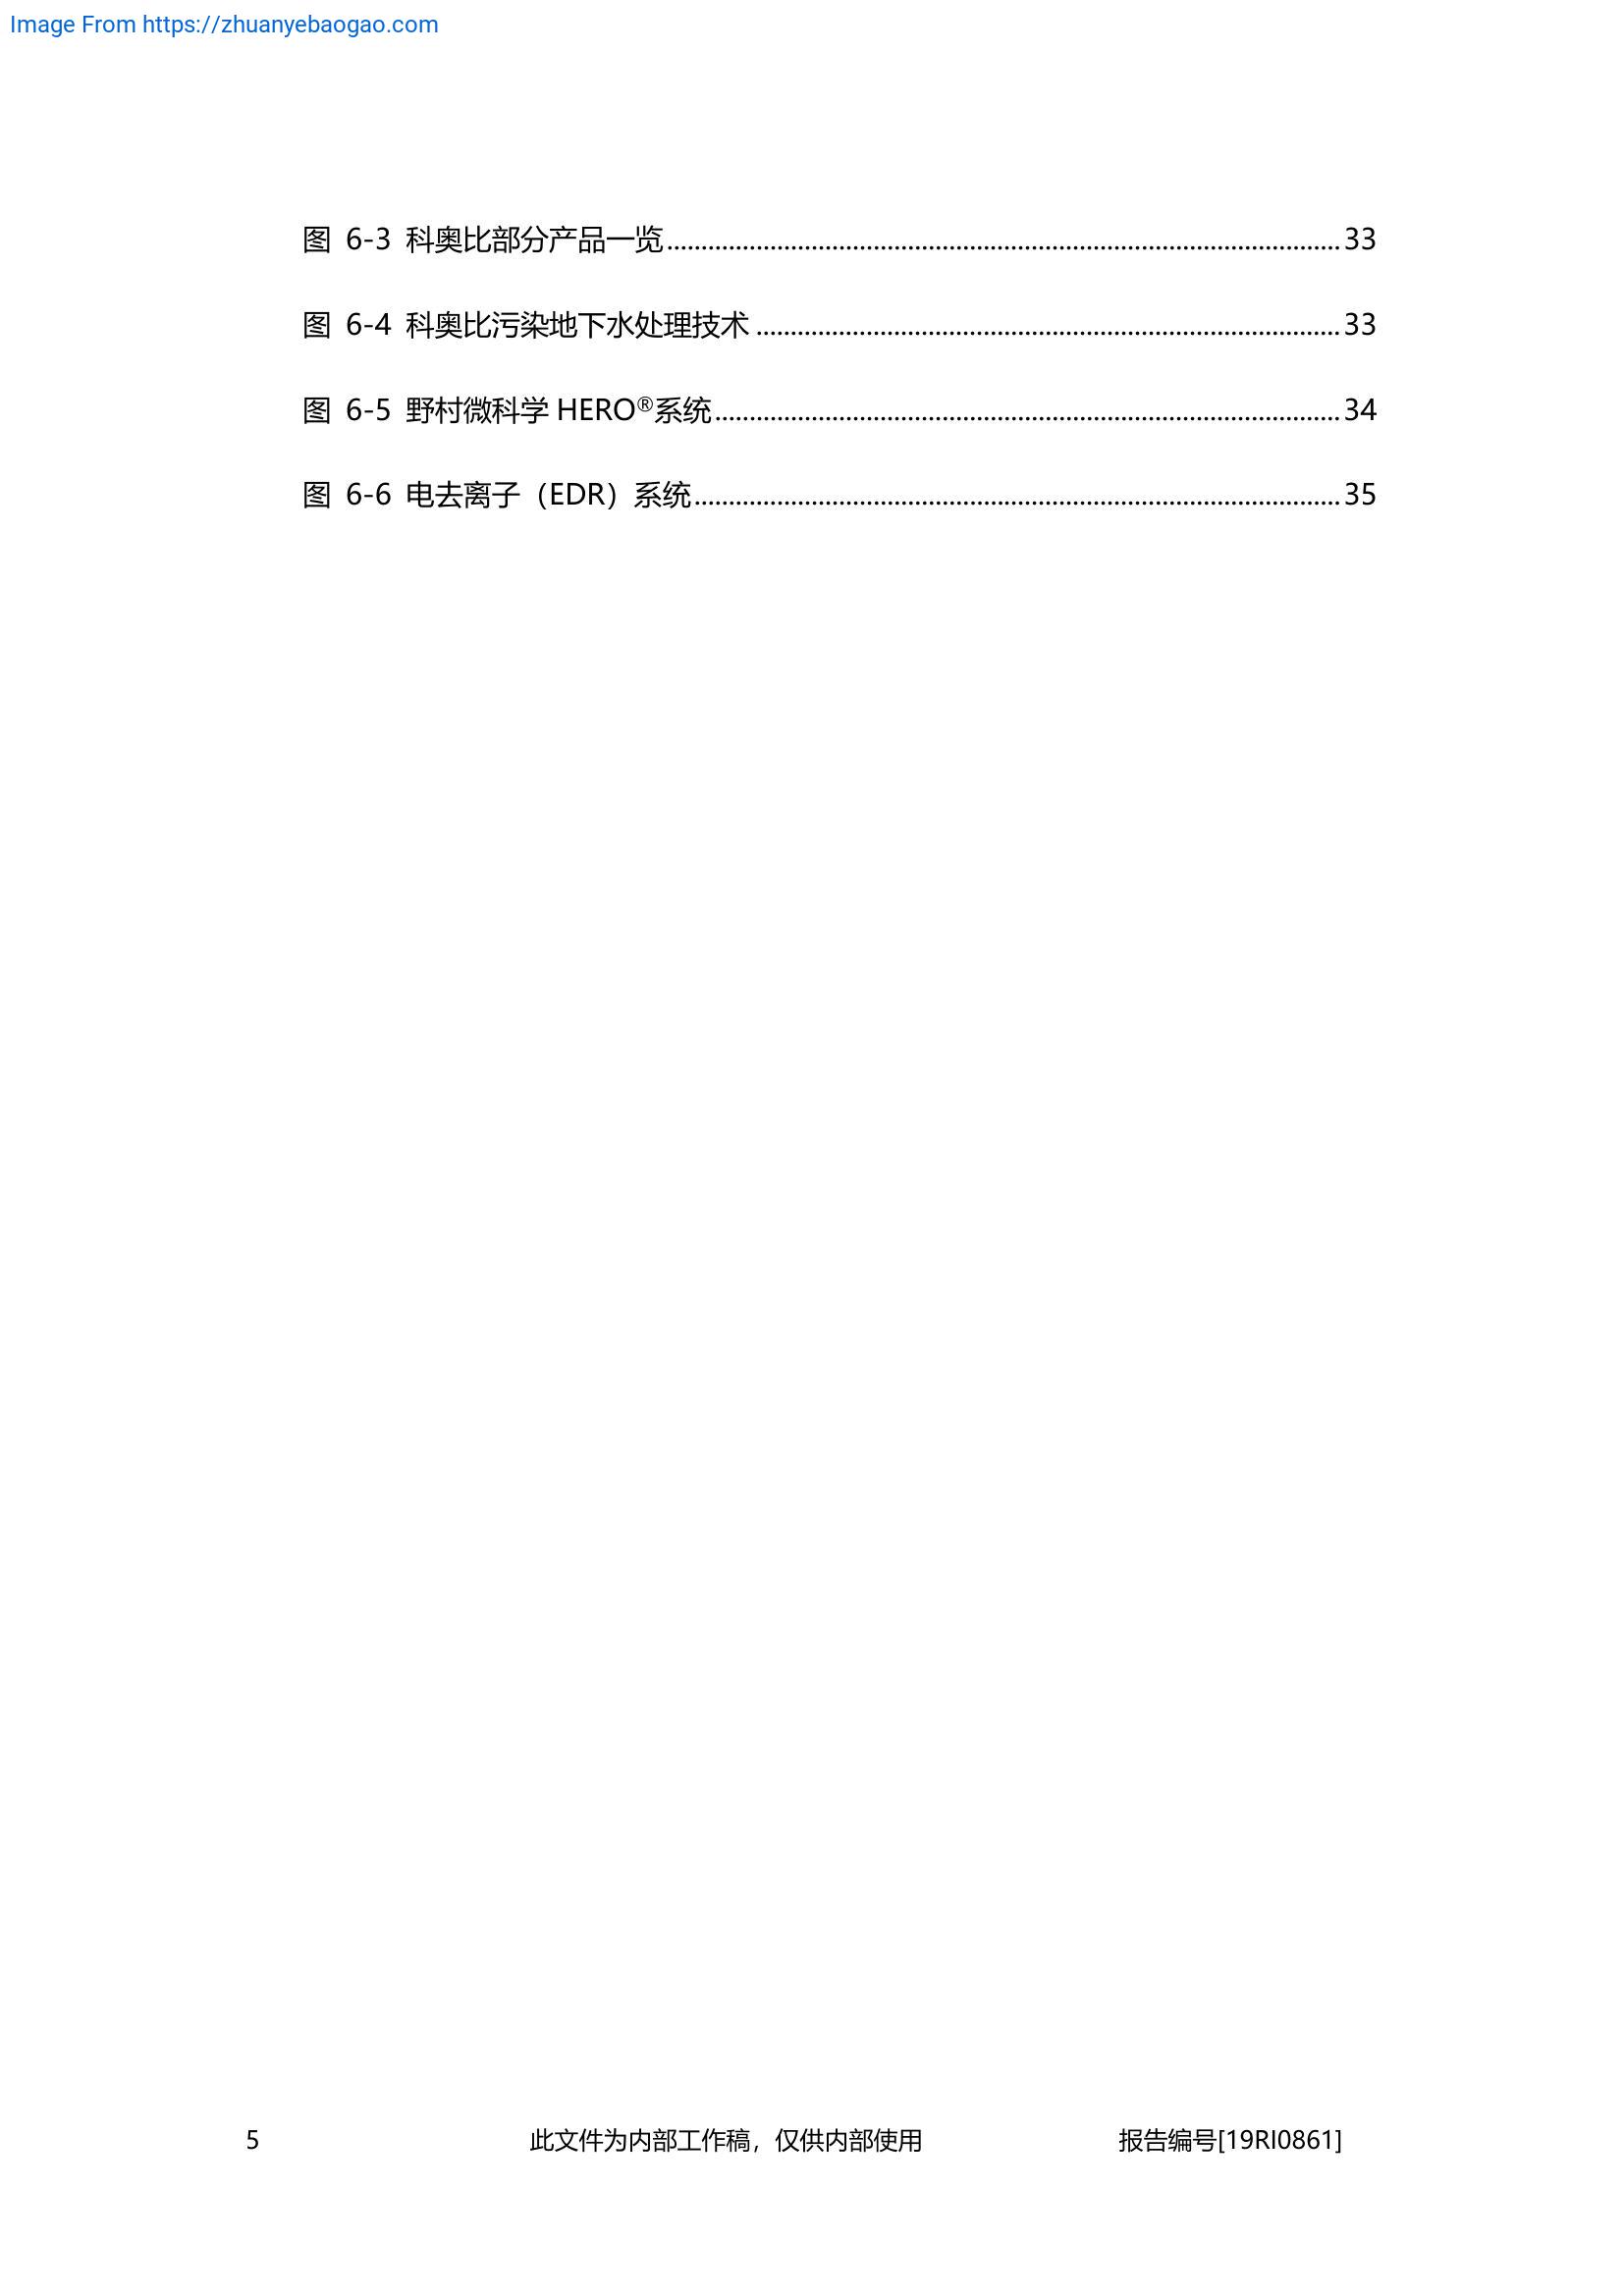 Image From https://zhuanyebaogao.com
图 6-3 科奥比部分产品一览........................................................................................33
图 6-4 科奥比污染地下水处理技术............................................................................33
图 6-5 野村微科学 HERO®系统..................................................................................34
图 6-6 电去离子（EDR）系统.....................................................................................35
5 此文件为内部工作稿，仅供内部使用 报告编号[19RI0861]